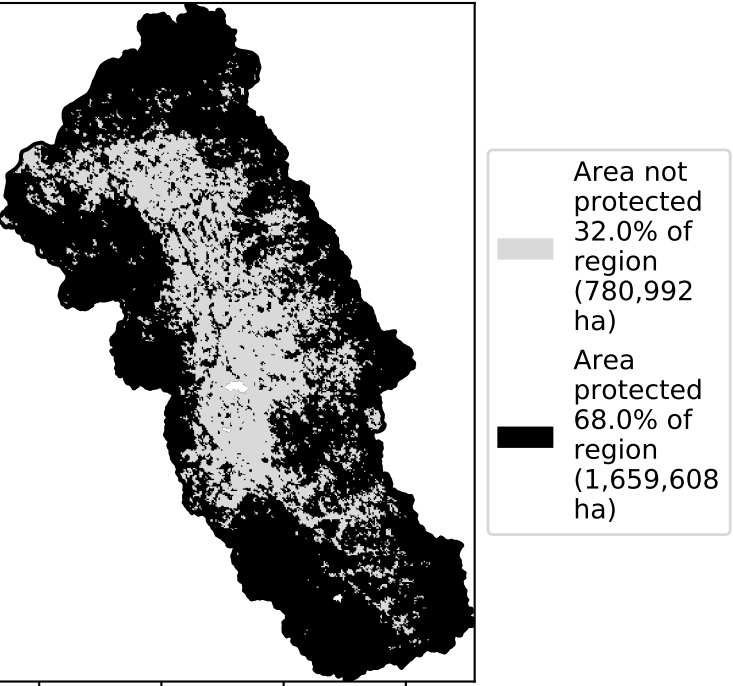 Area not
protected
32.0% of
region
(780,992
ha)
Area
protected
68.0% of
region
(1,659,608
ha)